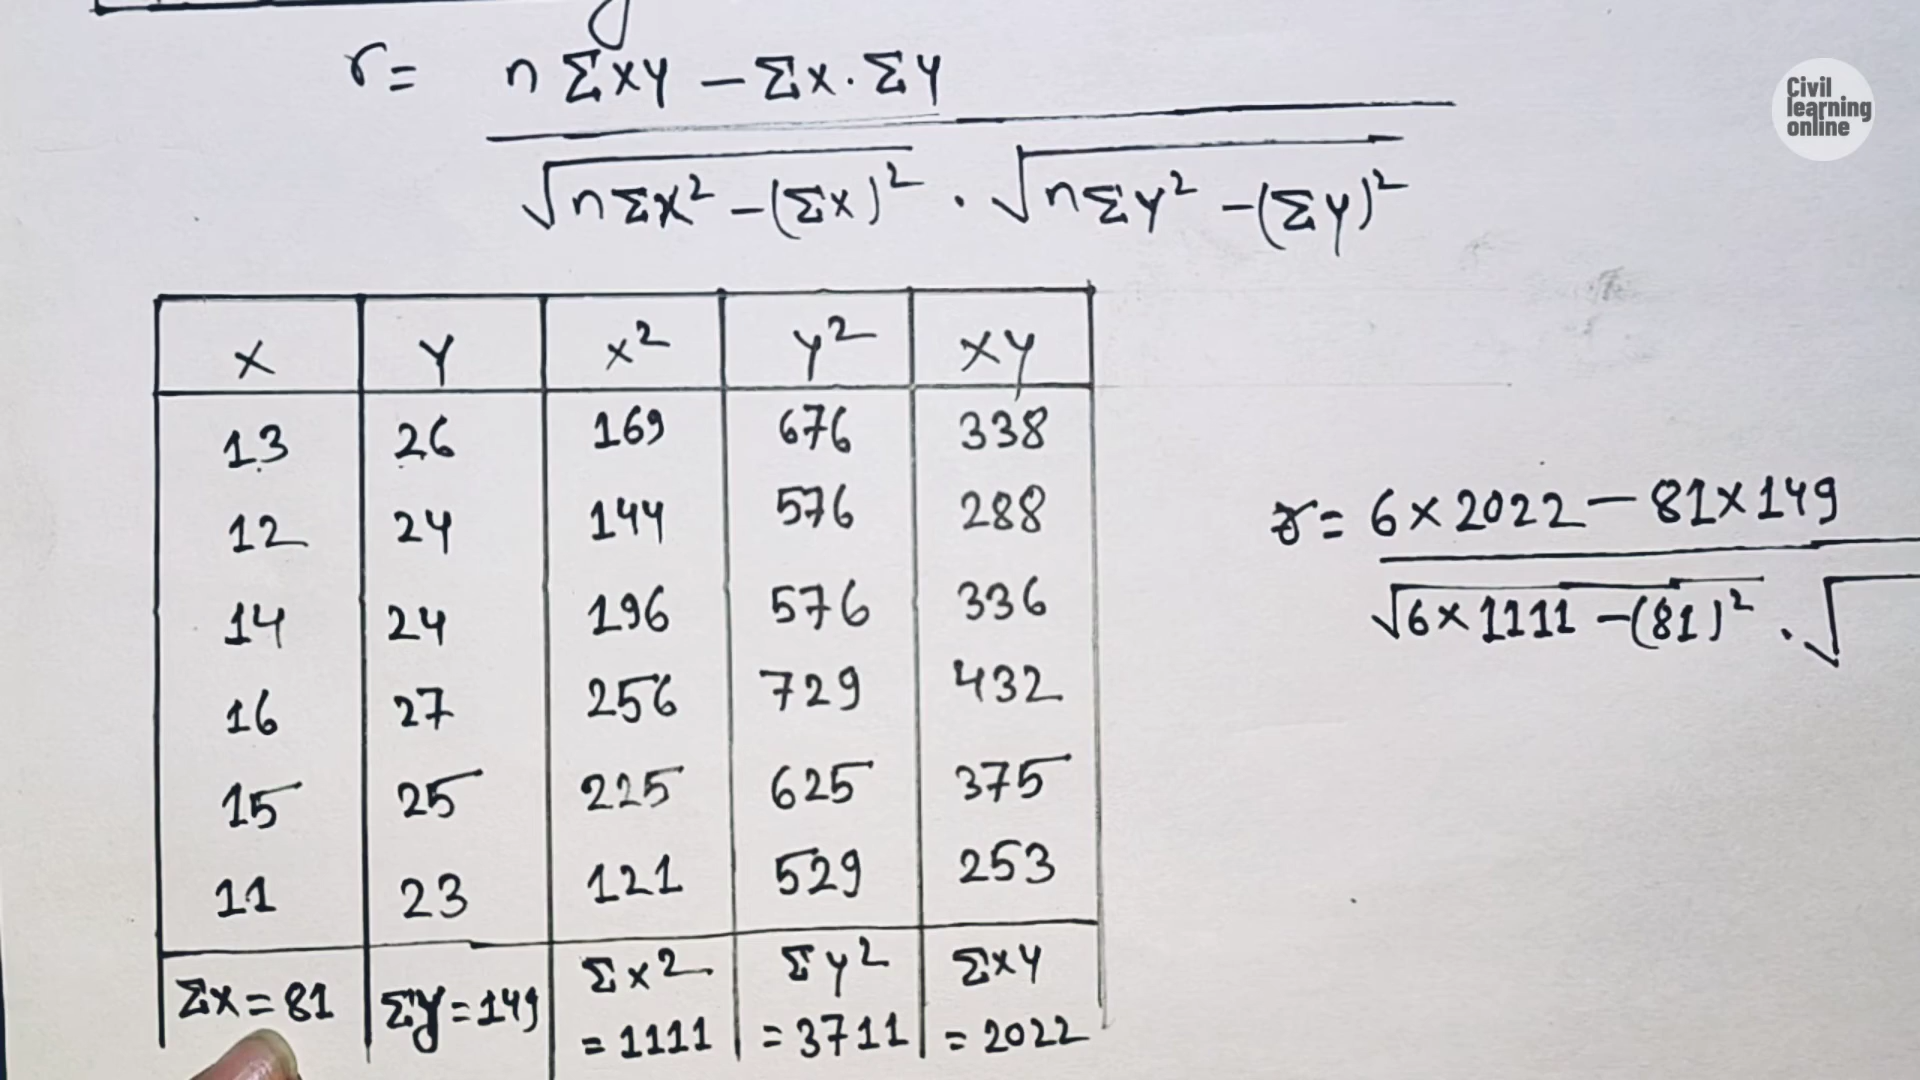 r = n Σxy – Σx · Σy
√nΣx² – (Σx)² · √nΣy² – (Σy)²
Civil
learning
online
x y x² y² xy
13 26 169 676 338
12 24 144 576 288
14 24 196 576 336
16 27 256 729 432
15 25 225 625 375
11 23 121 529 253
Σx = 81 Σy = 149 Σx² = 1111 Σy² = 3711 Σxy = 2022
r = 6 × 2022 – 81 × 149
√6 × 1111 – (81)² · √